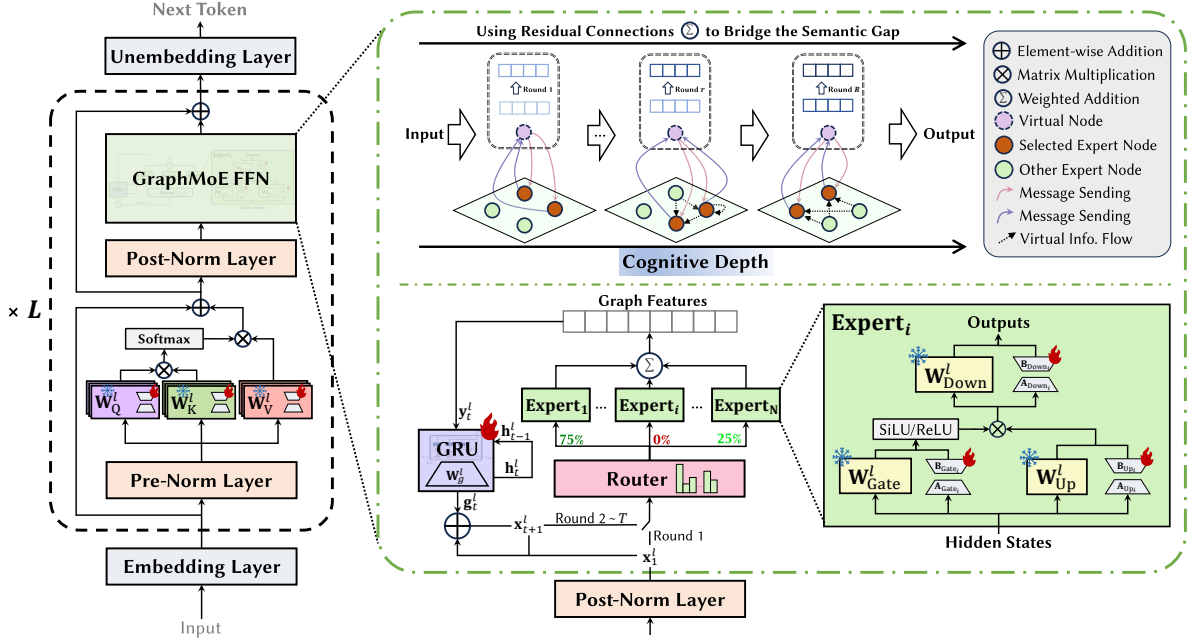 Next Token
Unembedding Layer
GraphMoE FFN
Post-Norm Layer
× L
Softmax
W_Q^l
W_K^l
W_V^l
Pre-Norm Layer
Embedding Layer
Input
Using Residual Connections Σ to Bridge the Semantic Gap
Round 1
Round r
Round R
Input
...
Output
Cognitive Depth
Element-wise Addition
Matrix Multiplication
Σ Weighted Addition
Virtual Node
Selected Expert Node
Other Expert Node
Message Sending
Message Sending
Virtual Info. Flow
Graph Features
Σ
Expert_1 ... Expert_i ... Expert_N
75% 0% 25%
Router
y_t^l
GRU
W_g^l
h_{t-1}^l
h_t^l
g_t^l
x_{t+1}^l
Round 2 ~ T
Round 1
x_1^l
Post-Norm Layer
Expert_i
Outputs
W_Down^l
B_Down_i
A_Down_i
SiLU/ReLU
W_Gate^l
B_Gate_i
A_Gate_i
W_Up^l
B_Up_i
A_Up_i
Hidden States